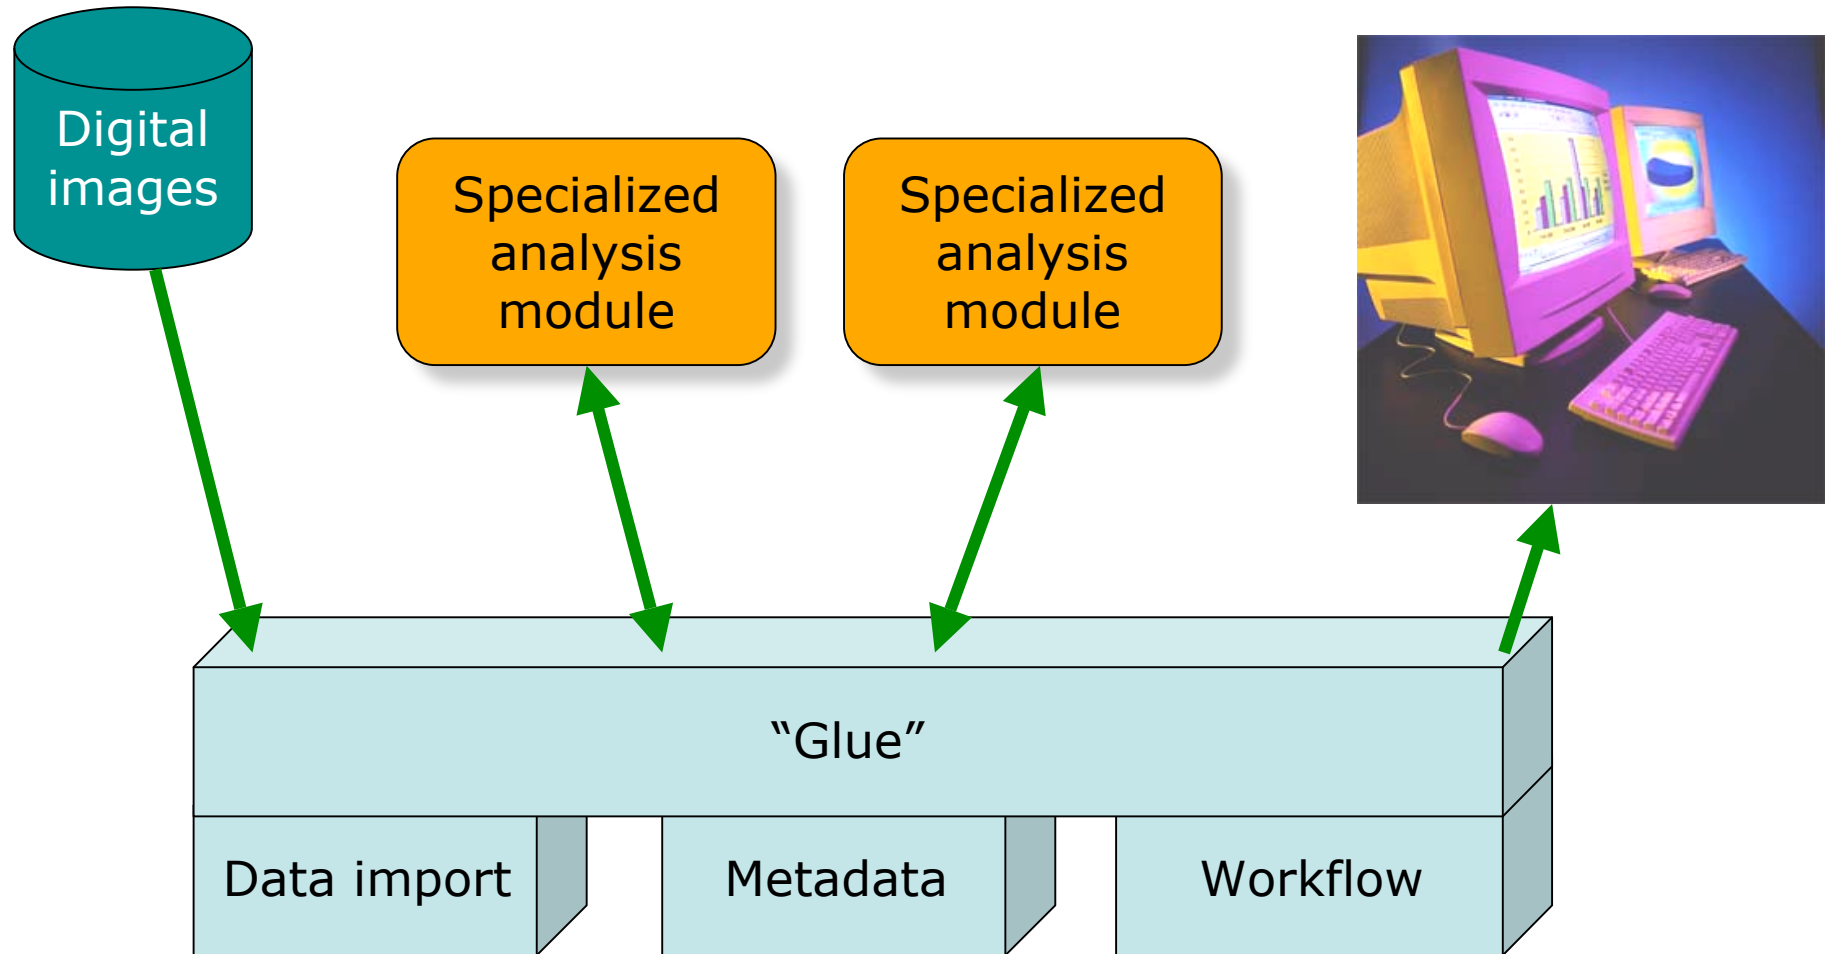 Digital
images
Specialized
analysis
module
Specialized
analysis
module
“Glue”
Data import
Metadata
Workflow